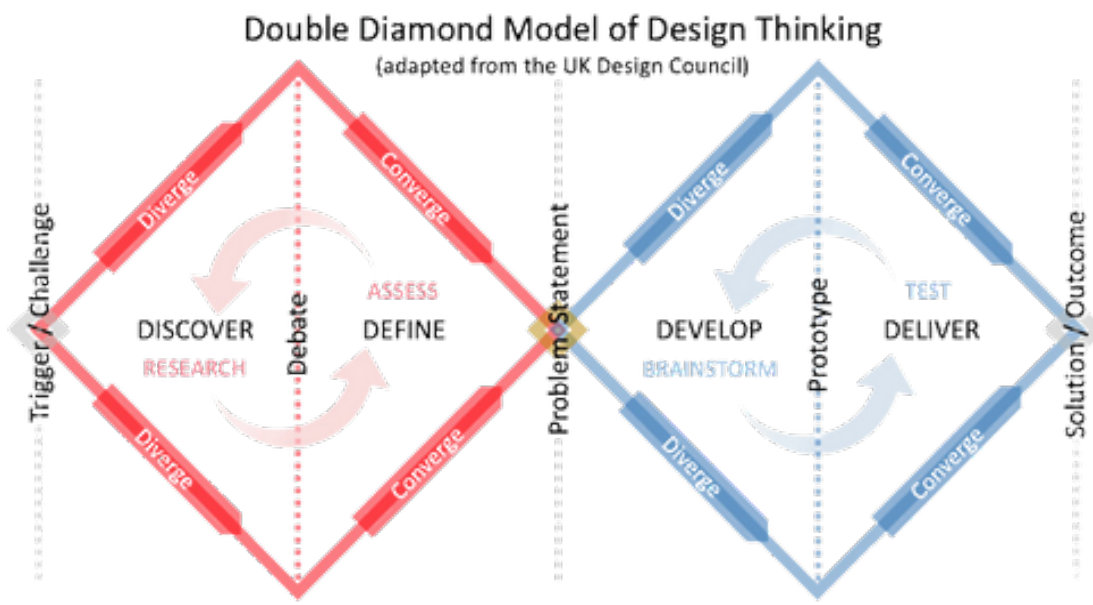 Double Diamond Model of Design Thinking
(adapted from the UK Design Council)
Trigger / Challenge
Diverge
Converge
ASSESS
DISCOVER
DEFINE
RESEARCH
Debate
Diverge
Converge
Problem Statement
Diverge
Converge
TEST
DEVELOP
DELIVER
BRAINSTORM
Prototype
Diverge
Converge
Solution / Outcome